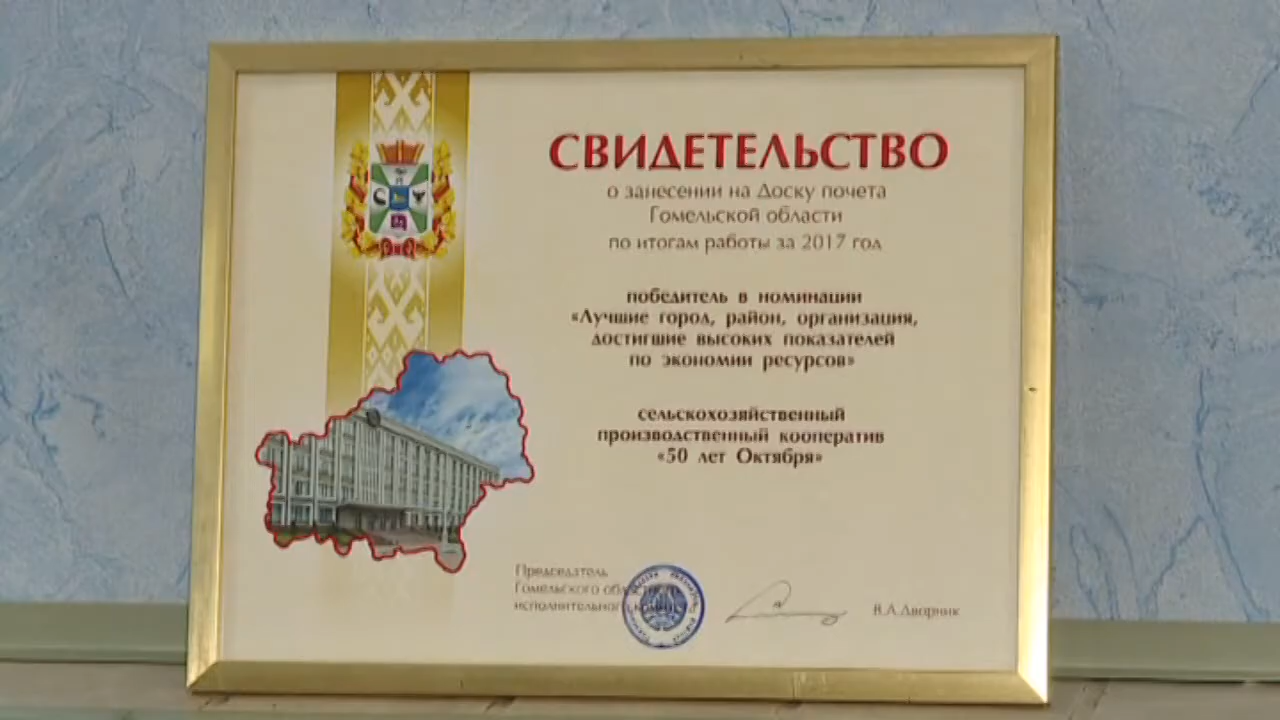 СВИДЕТЕЛЬСТВО
о занесении на Доску почета
Гомельской области
по итогам работы за 2017 год
победитель в номинации
«Лучшие город, район, организация,
достигшие высоких показателей
по экономии ресурсов»
сельскохозяйственный
производственный кооператив
«50 лет Октября»
Председатель
Гомельского
исполнительного
В.А.Дворник